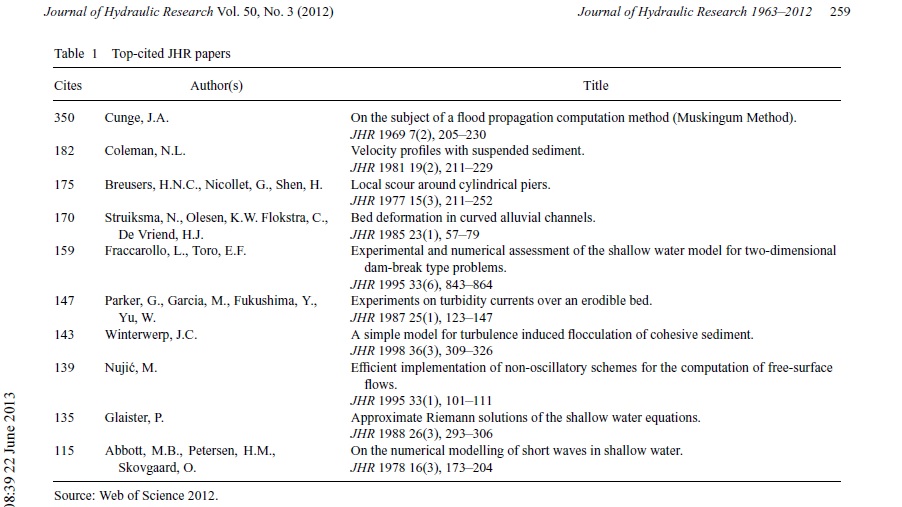 Journal of Hydraulic Research Vol. 50, No. 3 (2012) Journal of Hydraulic Research 1963–2012 259
Table 1 Top-cited JHR papers
Cites Author(s) Title
350 Cunge, J.A. On the subject of a flood propagation computation method (Muskingum Method).
JHR 1969 7(2), 205–230
182 Coleman, N.L. Velocity profiles with suspended sediment.
JHR 1981 19(2), 211–229
175 Breusers, H.N.C., Nicollet, G., Shen, H. Local scour around cylindrical piers.
JHR 1977 15(3), 211–252
170 Struiksma, N., Olesen, K.W. Flokstra, C., Bed deformation in curved alluvial channels.
De Vriend, H.J. JHR 1985 23(1), 57–79
159 Fraccarollo, L., Toro, E.F. Experimental and numerical assessment of the shallow water model for two-dimensional
dam-break type problems.
JHR 1995 33(6), 843–864
147 Parker, G., Garcia, M., Fukushima, Y., Experiments on turbidity currents over an erodible bed.
Yu, W. JHR 1987 25(1), 123–147
143 Winterwerp, J.C. A simple model for turbulence induced flocculation of cohesive sediment.
JHR 1998 36(3), 309–326
139 Nujić, M. Efficient implementation of non-oscillatory schemes for the computation of free-surface
flows.
JHR 1995 33(1), 101–111
135 Glaister, P. Approximate Riemann solutions of the shallow water equations.
JHR 1988 26(3), 293–306
115 Abbott, M.B., Petersen, H.M., On the numerical modelling of short waves in shallow water.
Skovgaard, O. JHR 1978 16(3), 173–204
Source: Web of Science 2012.
08:39 22 June 2013